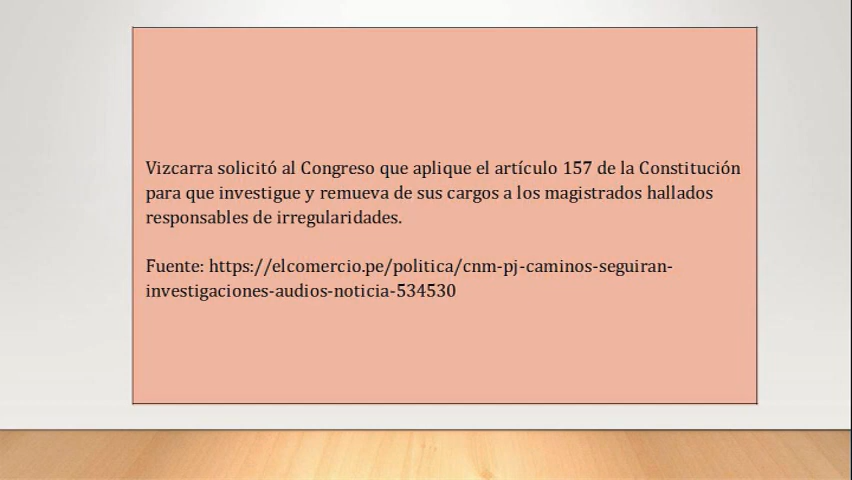 Vizcarra solicitó al Congreso que aplique el artículo 157 de la Constitución
para que investigue y remueva de sus cargos a los magistrados hallados
responsables de irregularidades.
Fuente: https://elcomercio.pe/politica/cnm-pj-caminos-seguiran-
investigaciones-audios-noticia-534530